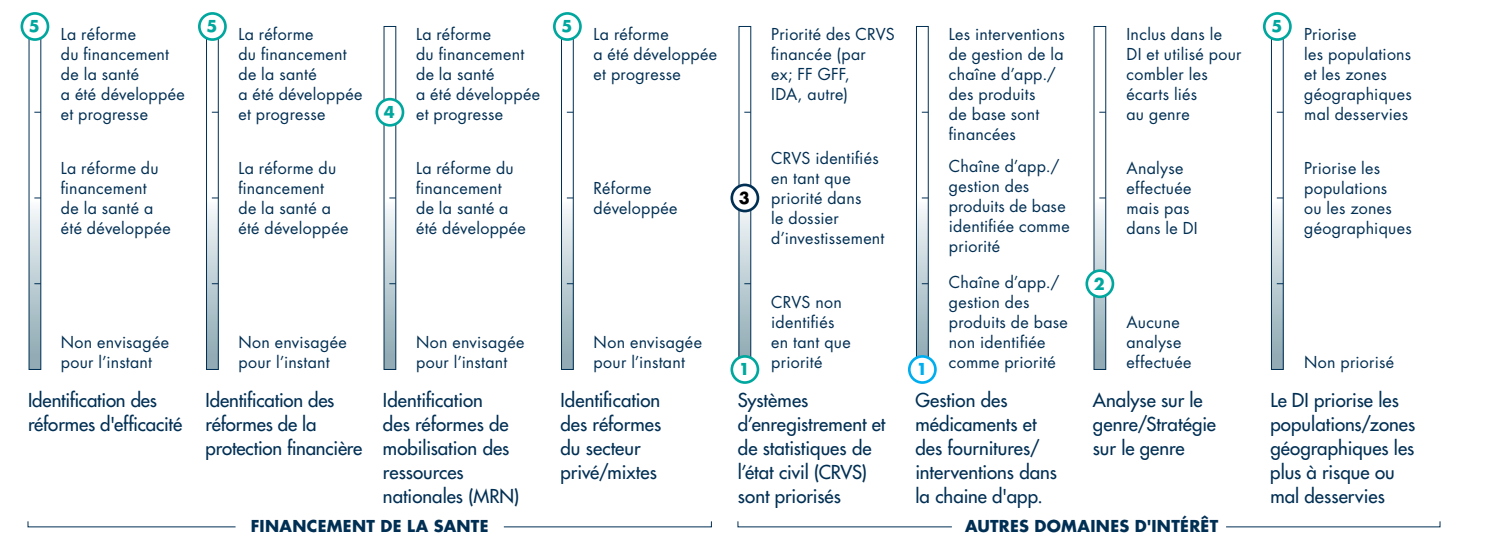 5
La réforme
du financement
de la santé
a été développée
et progresse
La réforme du
financement
de la santé a
été développée
Non envisagée
pour l’instant
Identification des
réformes d'efficacité
5
La réforme
du financement
de la santé
a été développée
et progresse
La réforme du
financement
de la santé a
été développée
Non envisagée
pour l’instant
Identification des
réformes de la
protection financière
La réforme
du financement
de la santé
a été développée
et progresse
4
La réforme du
financement
de la santé a
été développée
Non envisagée
pour l’instant
Identification
des réformes de
mobilisation des
ressources
nationales (MRN)
5
La réforme
a été développée
et progresse
Réforme
développée
Non envisagée
pour l’instant
Identification
des réformes
du secteur
privé/mixtes
FINANCEMENT DE LA SANTE
Priorité des CRVS
financée (par
ex; FF GFF,
IDA, autre)
3
CRVS identifiés
en tant que
priorité dans
le dossier
d’investissement
CRVS non
identifiés
en tant que
priorité
1
Systèmes
d’enregistrement et
de statistiques de
l’état civil (CRVS)
sont priorisés
Les interventions
de gestion de la
chaîne d’app./
des produits
de base sont
financées
Chaîne d’app./
gestion des
produits de base
identifiée comme
priorité
Chaîne d’app./
gestion des
produits de base
non identifiée
comme priorité
1
Gestion des
médicaments et
des fournitures/
interventions dans
la chaine d'app.
Inclus dans le
DI et utilisé pour
combler les
écarts liés
au genre
Analyse
effectuée
mais pas
dans le DI
2
Aucune
analyse
effectuée
Analyse sur le
genre/Stratégie
sur le genre
5
Priorise
les populations
et les zones
géographiques
mal desservies
Priorise les
populations
ou les zones
géographiques
Non priorisé
Le DI priorise les
populations/zones
géographiques les
plus à risque ou
mal desservies
AUTRES DOMAINES D'INTÉRÊT